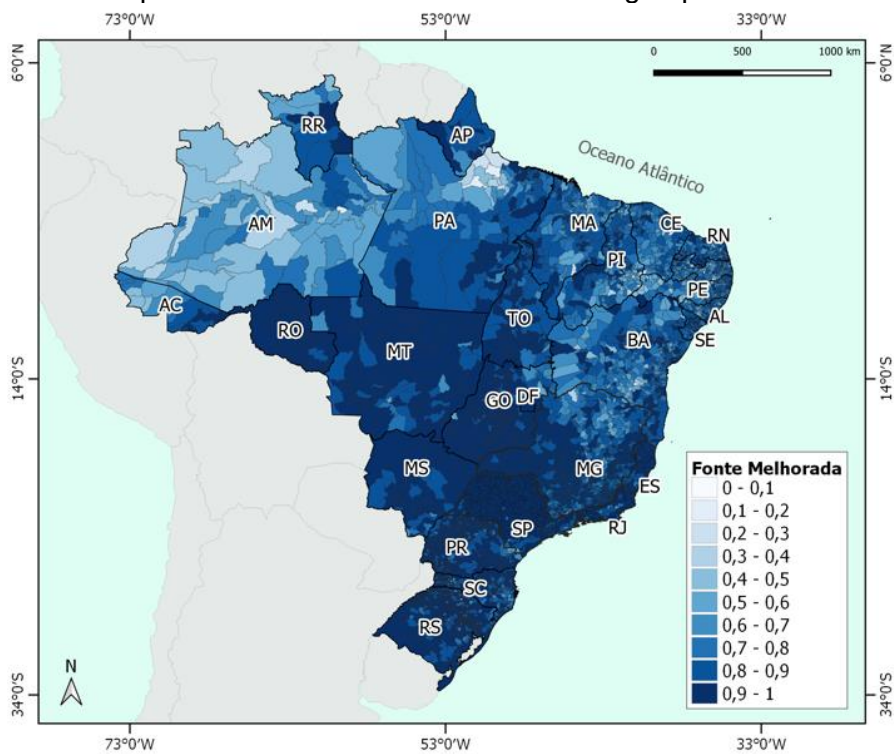 73°0'W 53°0'W 33°0'W
0 500 1000 km
6°0'N 6°0'N
RR AP
Oceano Atlântico
AM PA MA CE RN
PI
PE
AC TO AL
RO BA SE
MT
14°0'S 14°0'S
GO DF
MS MG
ES
SP RJ
PR
SC
RS
Fonte Melhorada
0 - 0,1
0,1 - 0,2
0,2 - 0,3
0,3 - 0,4
0,4 - 0,5
0,5 - 0,6
0,6 - 0,7
0,7 - 0,8
0,8 - 0,9
0,9 - 1
N
34°0'S 34°0'S
73°0'W 53°0'W 33°0'W